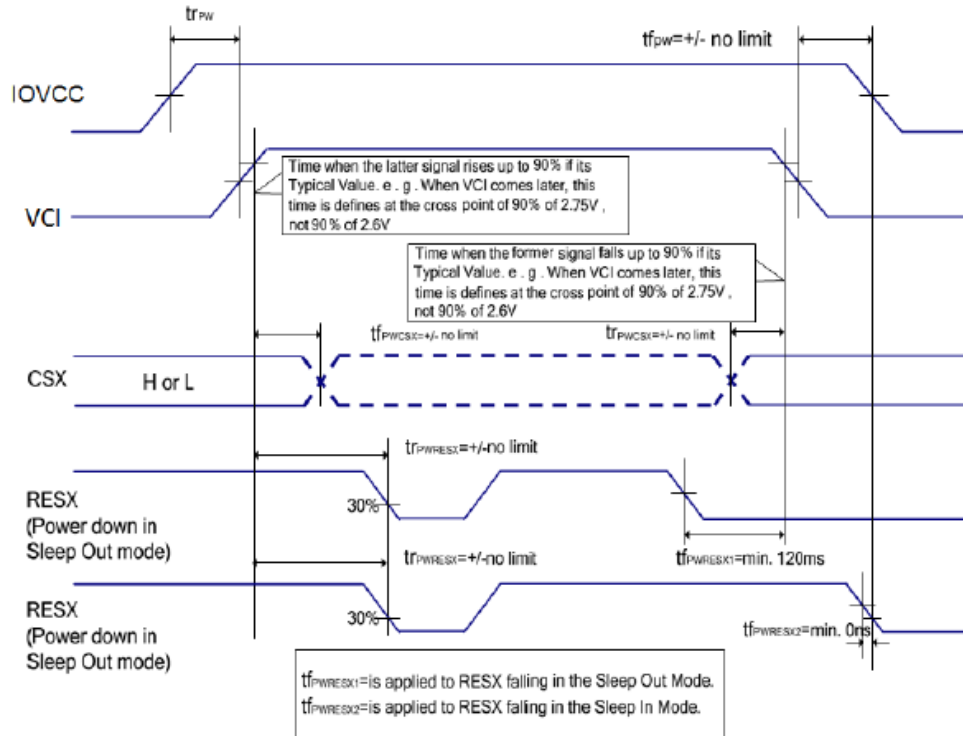 trPW
tfpw=+/- no limit
IOVCC
VCI
Time when the latter signal rises up to 90% if its
Typical Value. e . g . When VCI comes later, this
time is defines at the cross point of 90% of 2.75V ,
not 90% of 2.6V
Time when the former signal falls up to 90% if its
Typical Value. e . g . When VCI comes later, this
time is defines at the cross point of 90% of 2.75V ,
not 90% of 2.6V
tfPWCSX=+/- no limit
trPWCSX=+/- no limit
CSX
H or L
trPWRESX=+/-no limit
RESX
(Power down in
Sleep Out mode)
30%
tfPWRESX1=min. 120ms
trPWRESX=+/-no limit
RESX
(Power down in
Sleep Out mode)
30%
tfPWRESX2=min. 0ns
tfPWRESX1=is applied to RESX falling in the Sleep Out Mode.
tfPWRESX2=is applied to RESX falling in the Sleep In Mode.